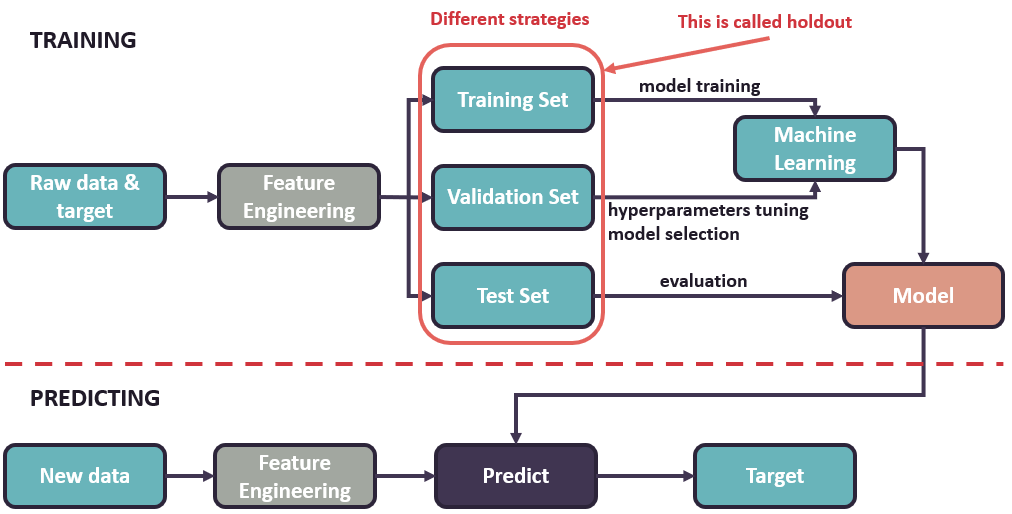 Different strategies
This is called holdout
TRAINING
Training Set
model training
Machine
Learning
Raw data &
target
Feature
Engineering
Validation Set
hyperparameters tuning
model selection
Test Set
evaluation
Model
PREDICTING
New data
Feature
Engineering
Predict
Target